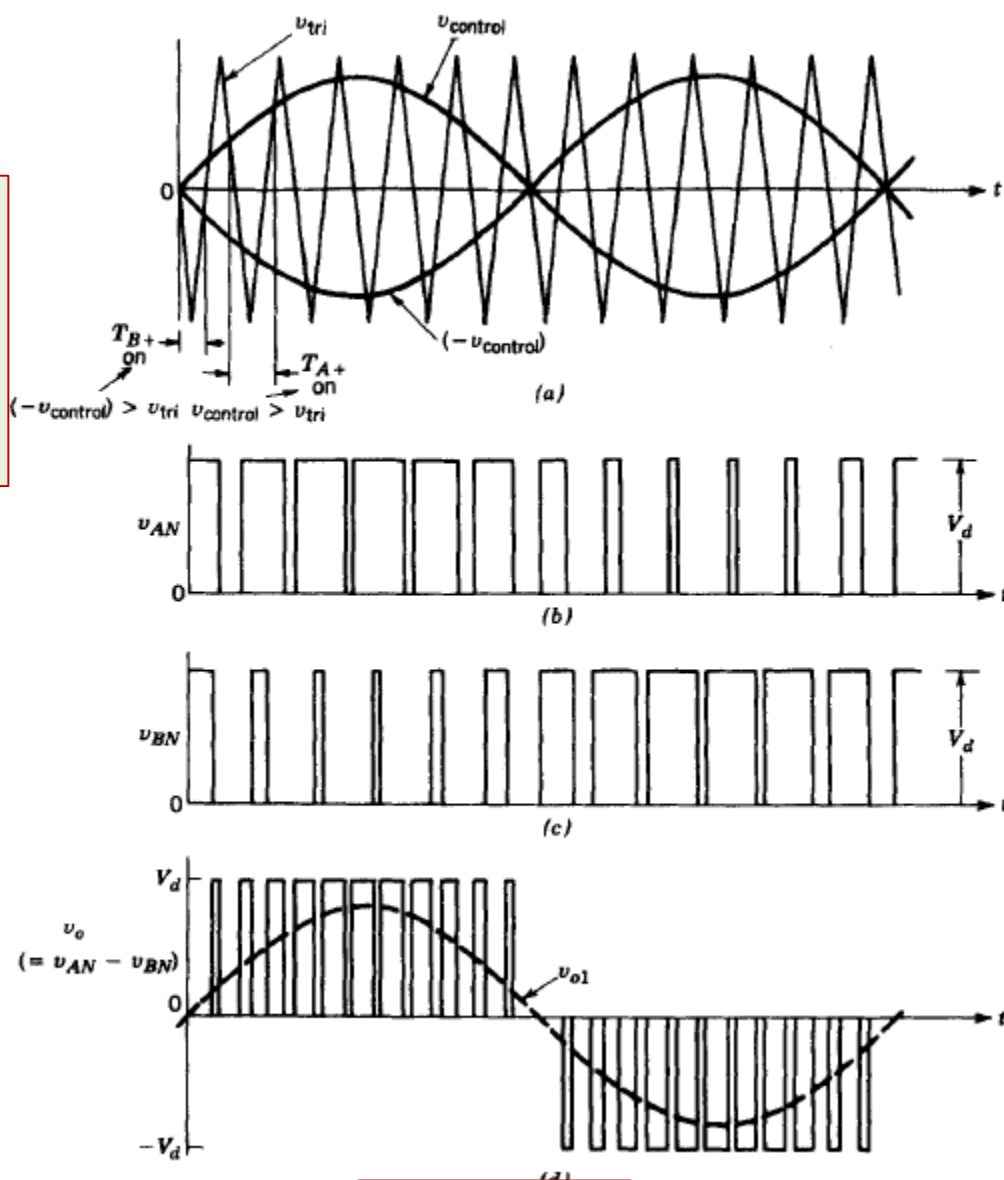 v_tri
v_control
0
t
(−v_control)
T_B+
on
T_A+
on
(−v_control) > v_tri v_control > v_tri
(a)
v_AN
V_d
0
t
(b)
v_BN
V_d
0
t
(c)
V_d
v_o
(= v_AN − v_BN)
v_o1
0
t
−V_d
(d)